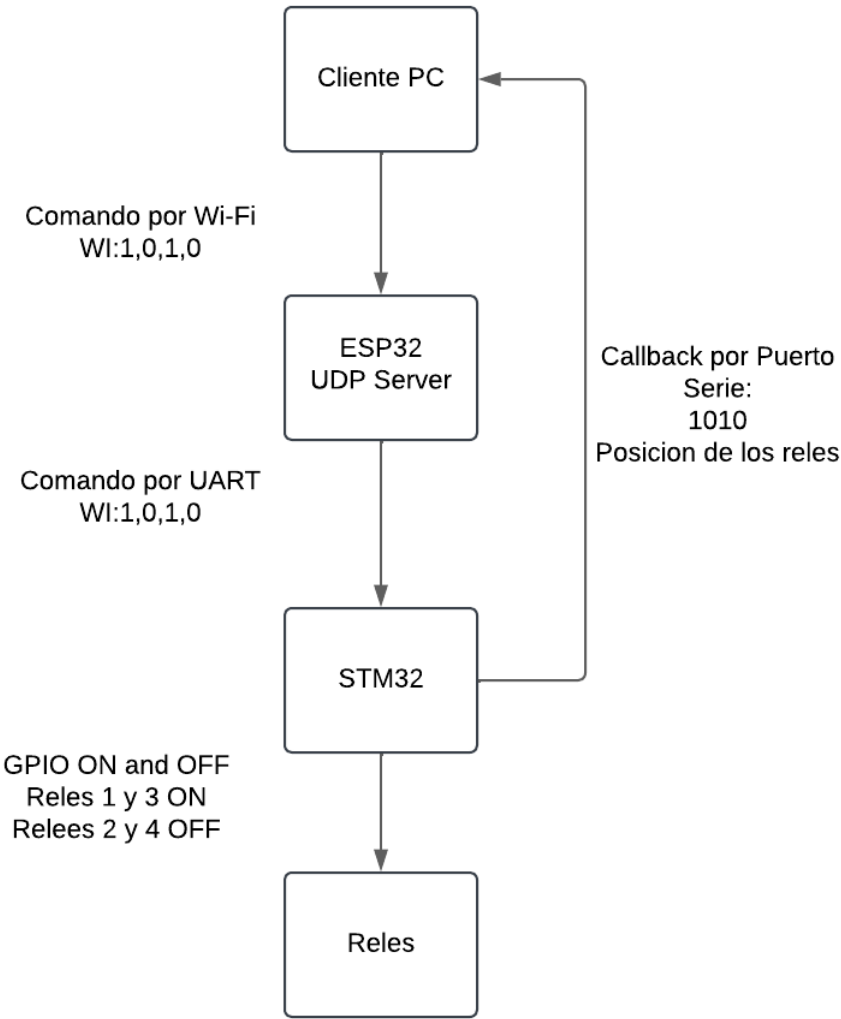 Cliente PC
Comando por Wi-Fi
WI:1,0,1,0
ESP32
UDP Server
Callback por Puerto
Serie:
1010
Posicion de los reles
Comando por UART
WI:1,0,1,0
STM32
GPIO ON and OFF
Reles 1 y 3 ON
Relees 2 y 4 OFF
Reles